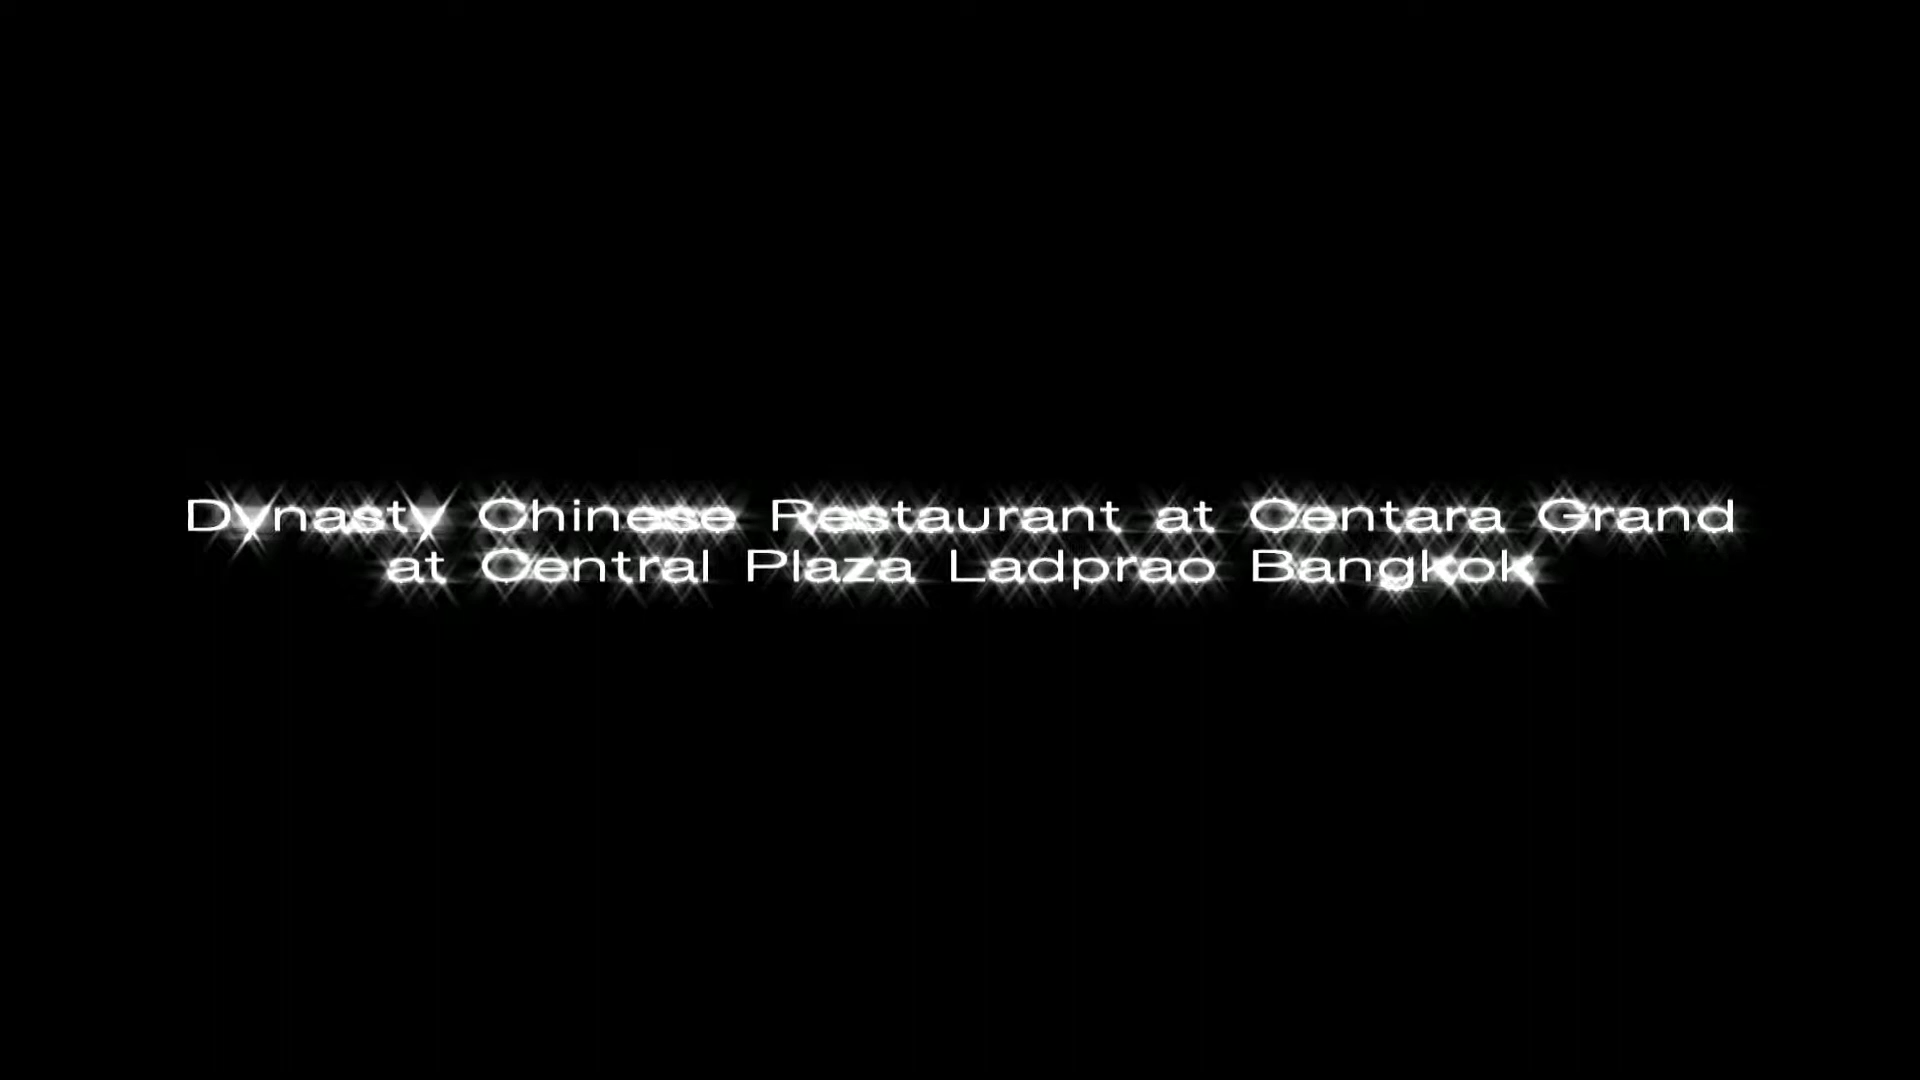 Dynasty Chinese Restaurant at Centara Grand
at Central Plaza Ladprao Bangkok